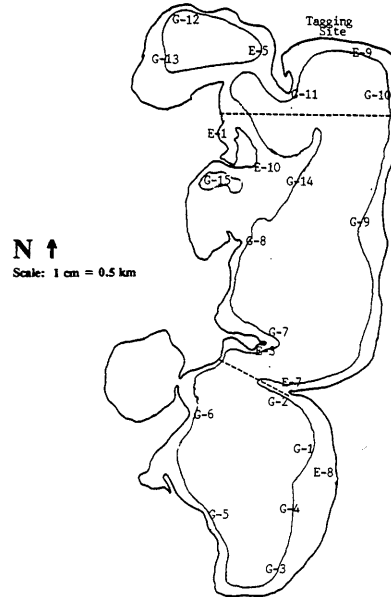 G-12
Tagging
Site
G-13
E-5
E-9
G-11
G-10
E-1
E-10
G-15
G-14
G-9
G-8
N
Scale: 1 cm = 0.5 km
G-7
E-3
E-7
G-2
G-6
G-1
E-8
G-5
G-4
G-3